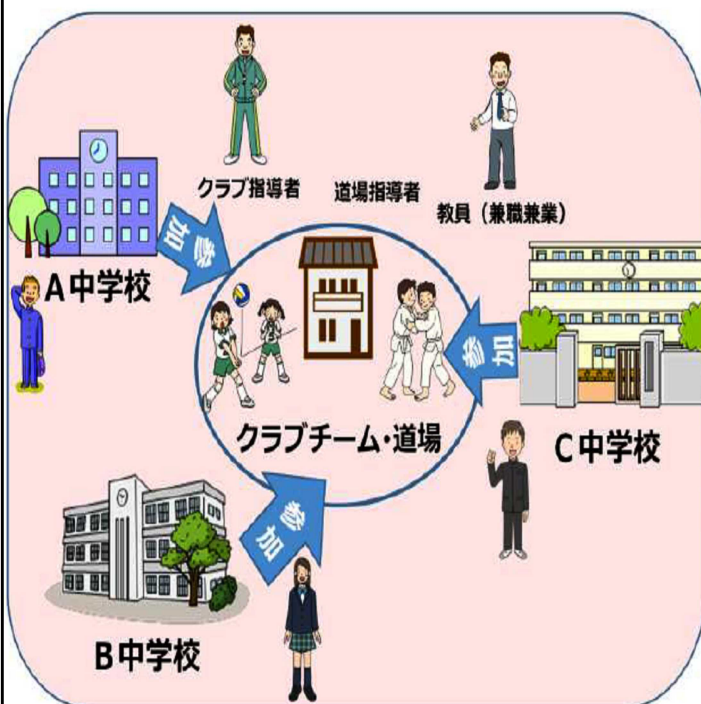 クラブ指導者
道場指導者
教員（兼職兼業）
参加
A中学校
参加
クラブチーム・道場
C中学校
参加
B中学校